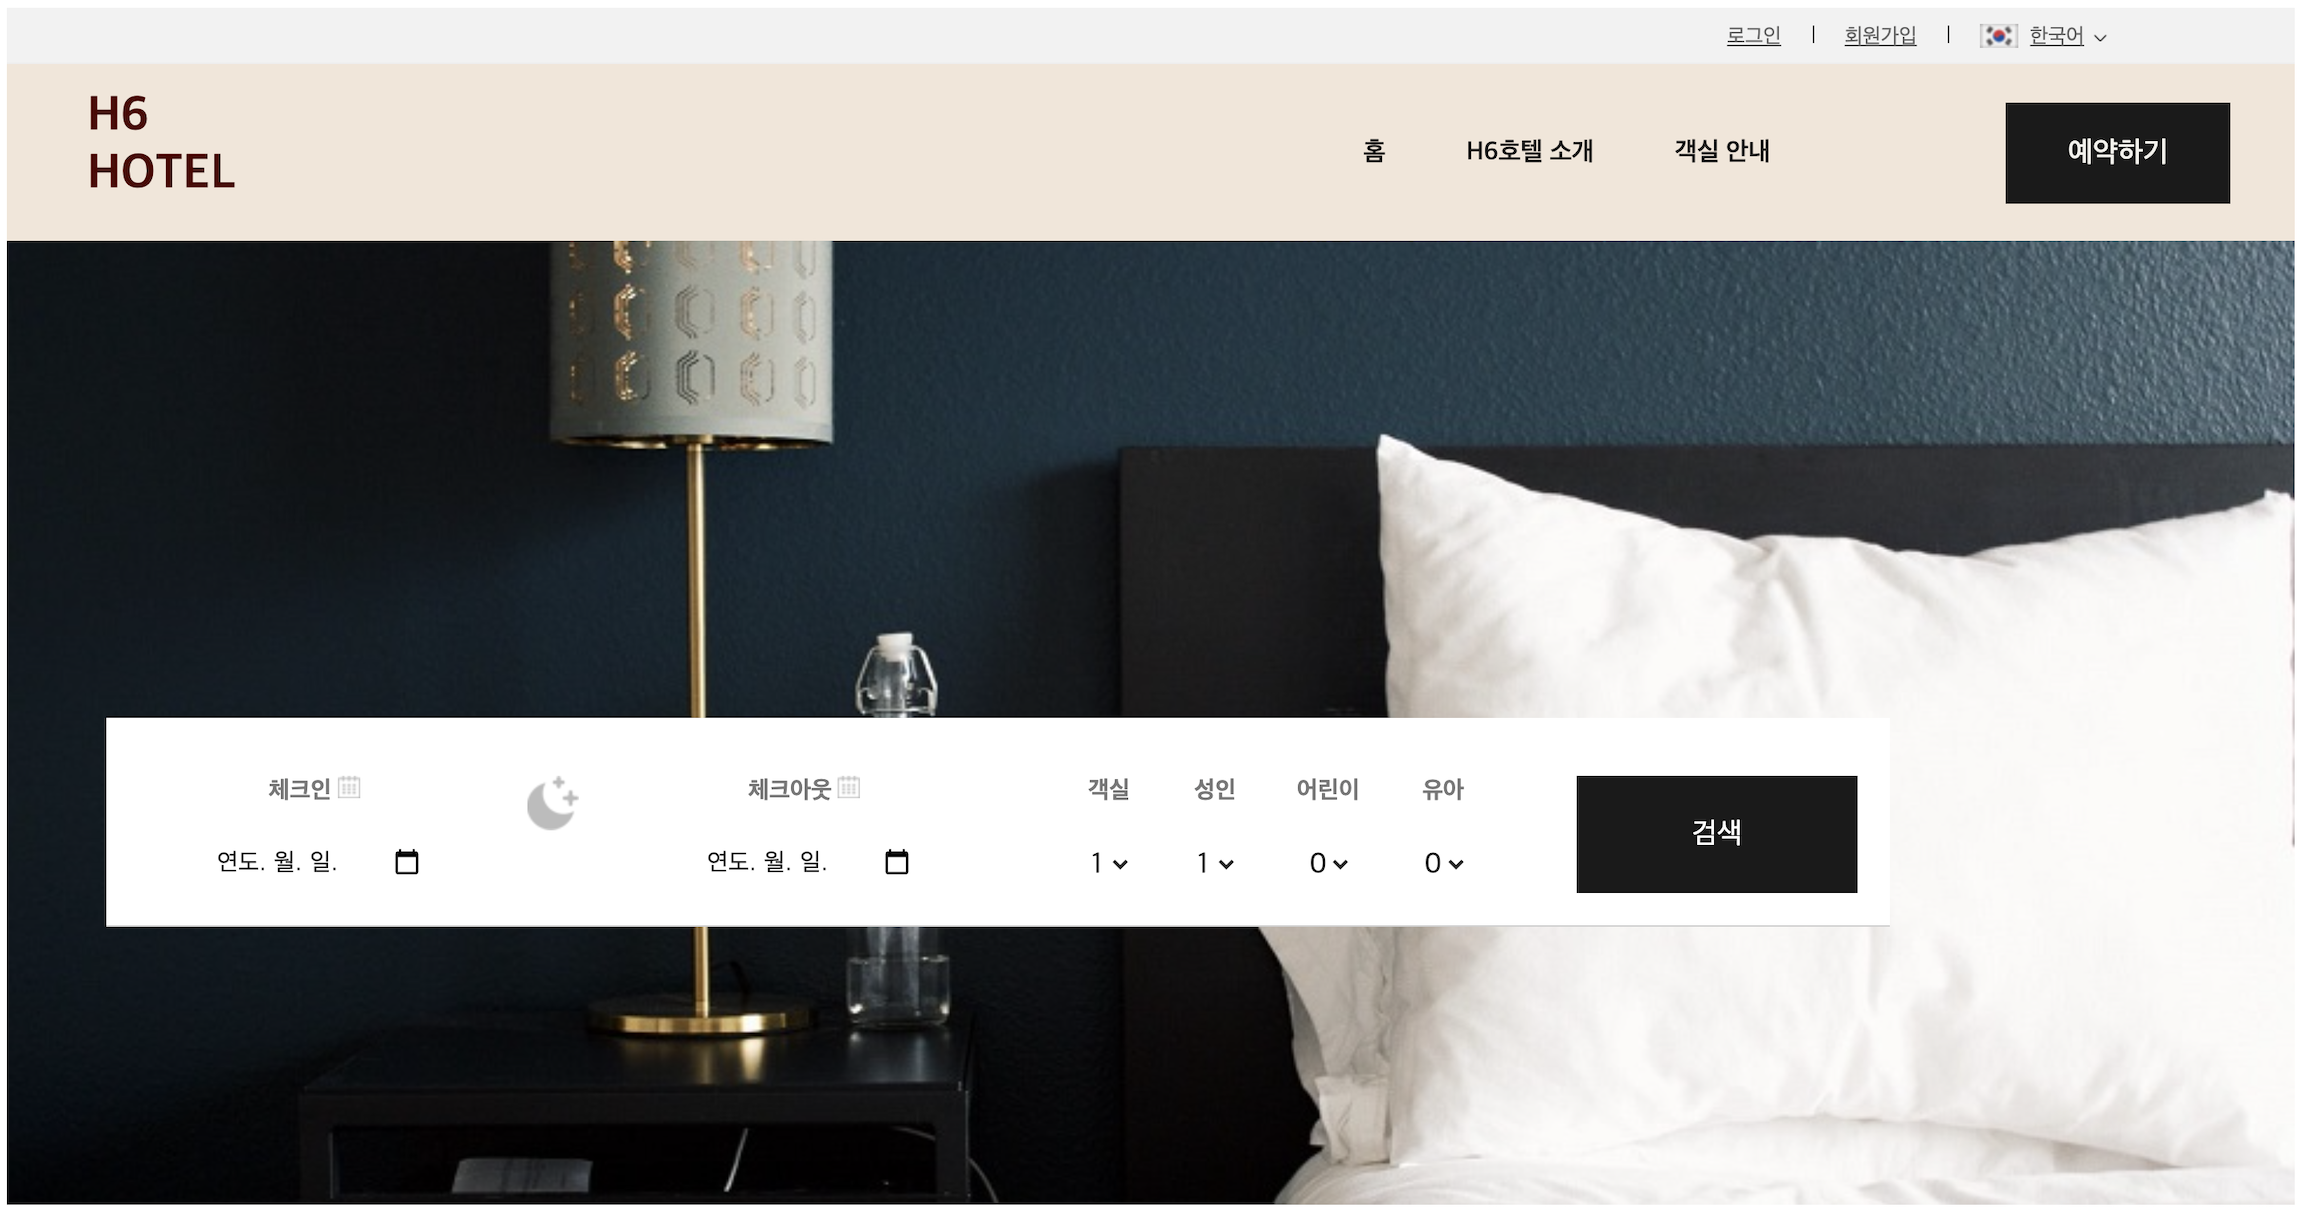 로그인 | 회원가입 | 한국어
H6
HOTEL
홈 H6호텔 소개 객실 안내 예약하기
체크인 체크아웃 객실 성인 어린이 유아
연도. 월. 일. 연도. 월. 일. 1 1 0 0
검색